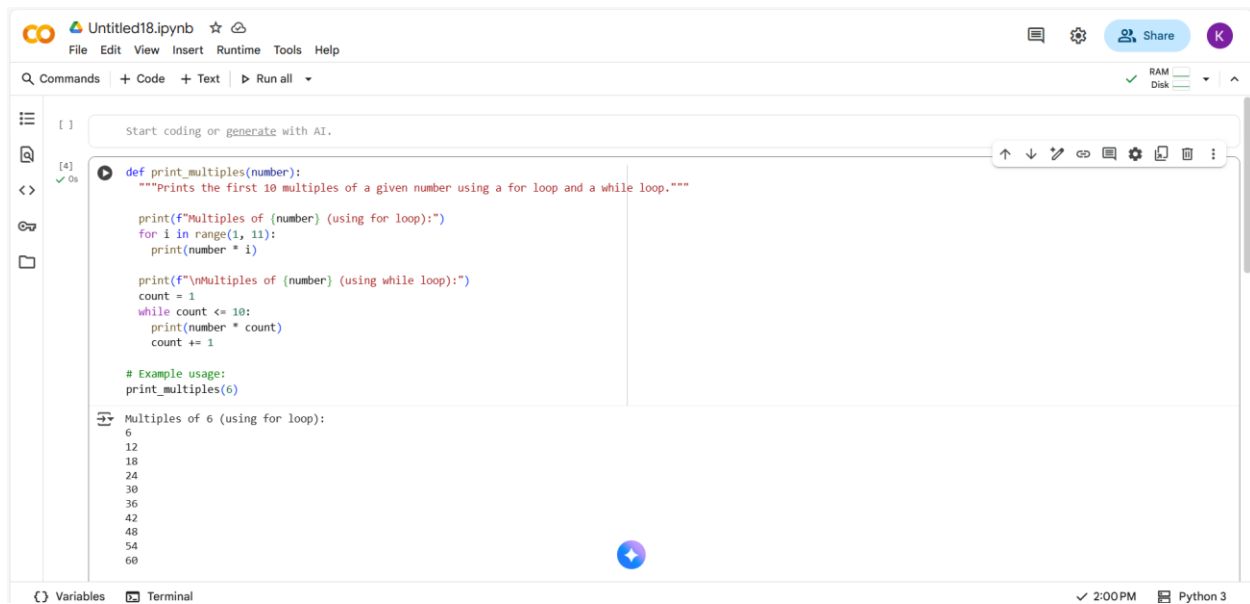 Untitled18.ipynb
File Edit View Insert Runtime Tools Help
Share
K
Commands + Code + Text Run all
RAM
Disk
[ ]
Start coding or generate with AI.
[4]
0s
def print_multiples(number):
  """Prints the first 10 multiples of a given number using a for loop and a while loop."""

  print(f"Multiples of {number} (using for loop):")
  for i in range(1, 11):
    print(number * i)

  print(f"\nMultiples of {number} (using while loop):")
  count = 1
  while count <= 10:
    print(number * count)
    count += 1

# Example usage:
print_multiples(6)
Multiples of 6 (using for loop):
6
12
18
24
30
36
42
48
54
60
{} Variables Terminal
2:00 PM Python 3